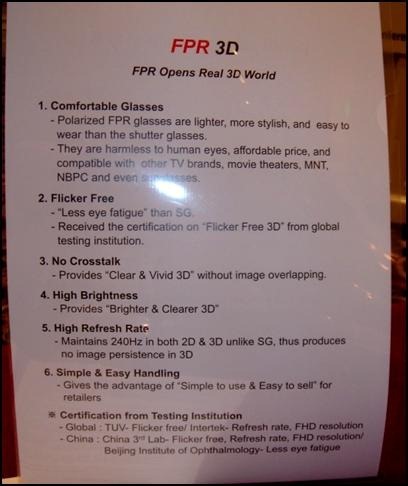 FPR 3D
FPR Opens Real 3D World
1. Comfortable Glasses
- Polarized FPR glasses are lighter, more stylish, and easy to
wear than the shutter glasses.
- They are harmless to human eyes, affordable price, and
compatible with other TV brands, movie theaters, MNT,
NBPC and even sunglasses.
2. Flicker Free
- "Less eye fatigue" than SG.
- Received the certification on "Flicker Free 3D" from global
testing institution.
3. No Crosstalk
- Provides "Clear & Vivid 3D" without image overlapping.
4. High Brightness
- Provides "Brighter & Clearer 3D"
5. High Refresh Rate
- Maintains 240Hz in both 2D & 3D unlike SG, thus produces
no image persistence in 3D
6. Simple & Easy Handling
- Gives the advantage of "Simple to use & Easy to sell" for
retailers
※ Certification from Testing Institution
- Global : TUV- Flicker free/ Intertek- Refresh rate, FHD resolution
- China : China 3rd Lab- Flicker free, Refresh rate, FHD resolution/
Beijing Institute of Ophthalmology- Less eye fatigue